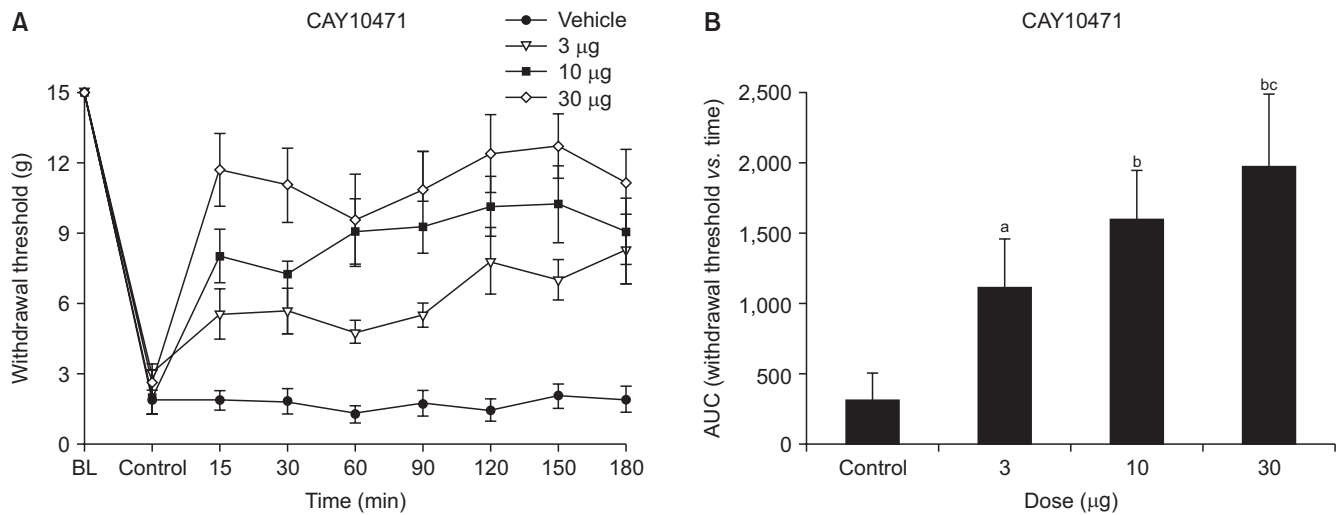 A
CAY10471
Vehicle
3 μg
10 μg
30 μg
Withdrawal threshold (g)
15
12
9
6
3
0
BL Control 15 30 60 90 120 150 180
Time (min)
B
CAY10471
AUC (withdrawal threshold vs. time)
2,500
2,000
1,500
1,000
500
0
a
b
bc
Control 3 10 30
Dose (μg)